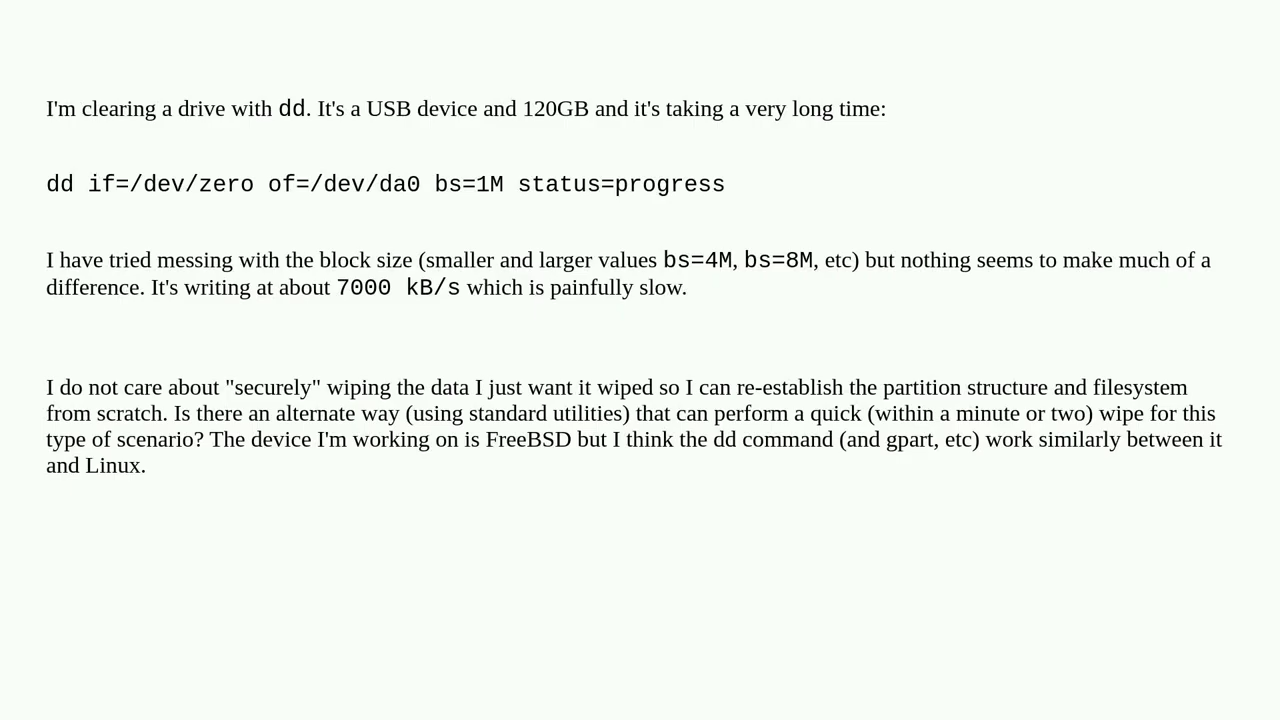 I'm clearing a drive with dd. It's a USB device and 120GB and it's taking a very long time:
dd if=/dev/zero of=/dev/da0 bs=1M status=progress
I have tried messing with the block size (smaller and larger values bs=4M, bs=8M, etc) but nothing seems to make much of a
difference. It's writing at about 7000 kB/s which is painfully slow.
I do not care about "securely" wiping the data I just want it wiped so I can re-establish the partition structure and filesystem
from scratch. Is there an alternate way (using standard utilities) that can perform a quick (within a minute or two) wipe for this
type of scenario? The device I'm working on is FreeBSD but I think the dd command (and gpart, etc) work similarly between it
and Linux.